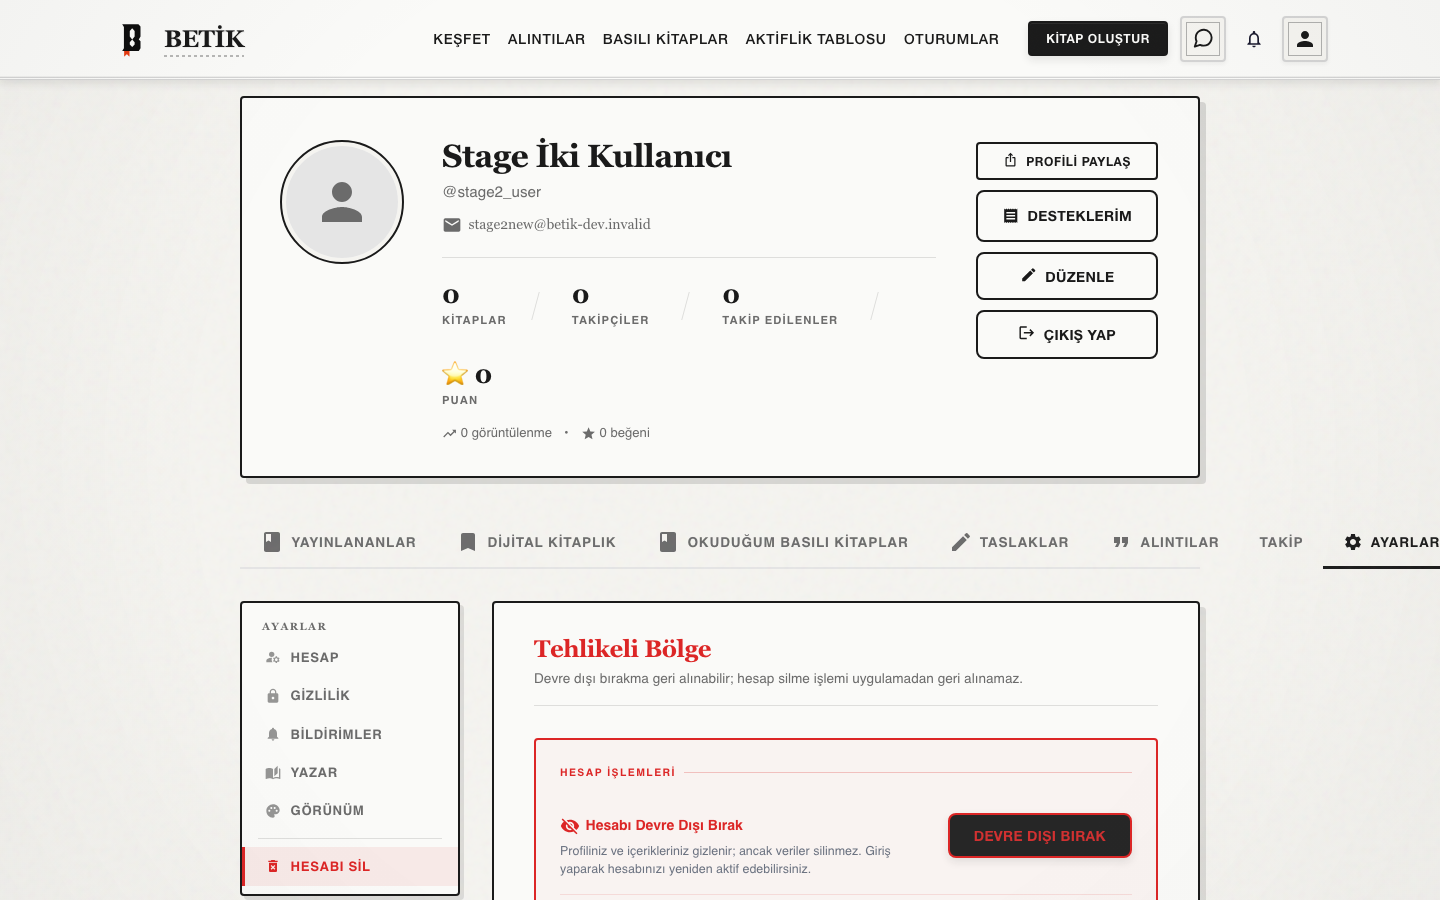 BETİK
KEŞFET ALINTILAR BASILI KİTAPLAR AKTİFLİK TABLOSU OTURUMLAR KİTAP OLUŞTUR
Stage İki Kullanıcı
@stage2_user
stage2new@betik-dev.invalid
0 0 0
KİTAPLAR TAKİPÇİLER TAKİP EDİLENLER
0
PUAN
0 görüntülenme • 0 beğeni
PROFİLİ PAYLAŞ
DESTEKLERİM
DÜZENLE
ÇIKIŞ YAP
YAYINLANANLAR DİJİTAL KİTAPLIK OKUDUĞUM BASILI KİTAPLAR TASLAKLAR ALINTILAR TAKİP AYARLAR
AYARLAR
HESAP
GİZLİLİK
BİLDİRİMLER
YAZAR
GÖRÜNÜM
HESABI SİL
Tehlikeli Bölge
Devre dışı bırakma geri alınabilir; hesap silme işlemi uygulamadan geri alınamaz.
HESAP İŞLEMLERİ
Hesabı Devre Dışı Bırak
Profiliniz ve içerikleriniz gizlenir; ancak veriler silinmez. Giriş
yaparak hesabınızı yeniden aktif edebilirsiniz.
DEVRE DIŞI BIRAK